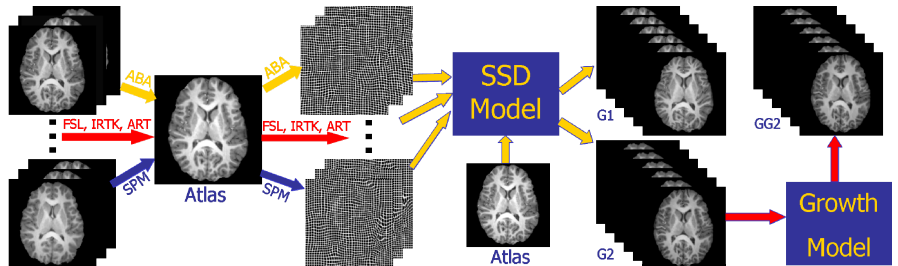 ABA
FSL, IRTK, ART
SPM
Atlas
ABA
FSL, IRTK, ART
SPM
SSD
Model
Atlas
G1
G2
GG2
Growth
Model